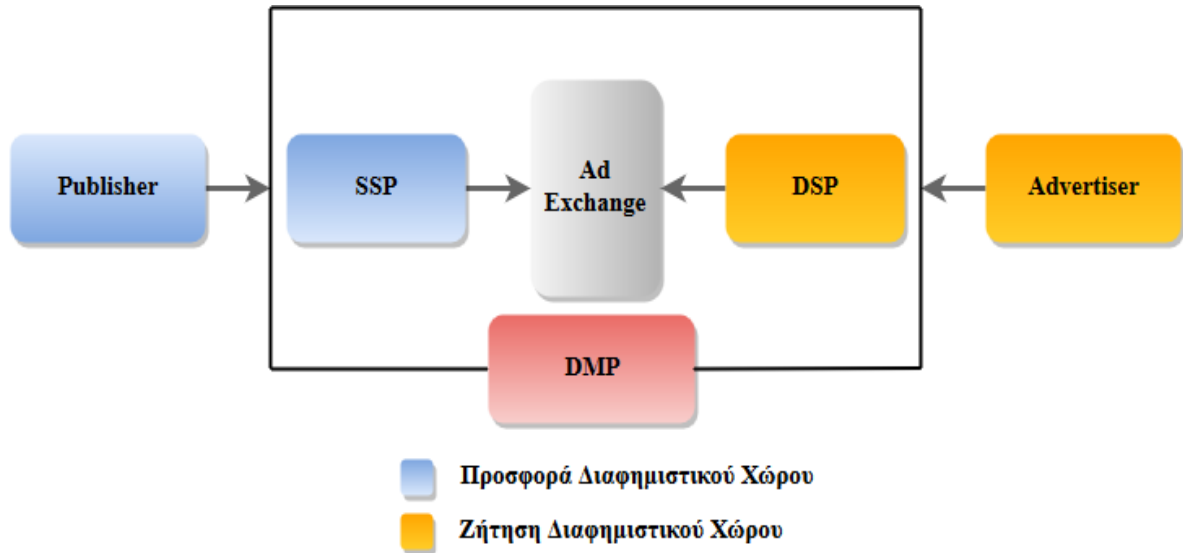 Publisher
SSP
Ad
Exchange
DSP
Advertiser
DMP
Προσφορά Διαφημιστικού Χώρου
Ζήτηση Διαφημιστικού Χώρου